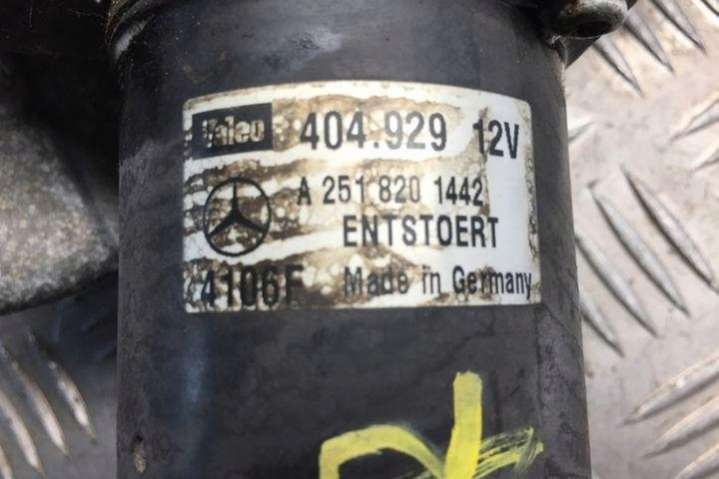 Valeo 404.929 12V
A 251 820 1442
ENTSTOERT
4106F Made in Germany